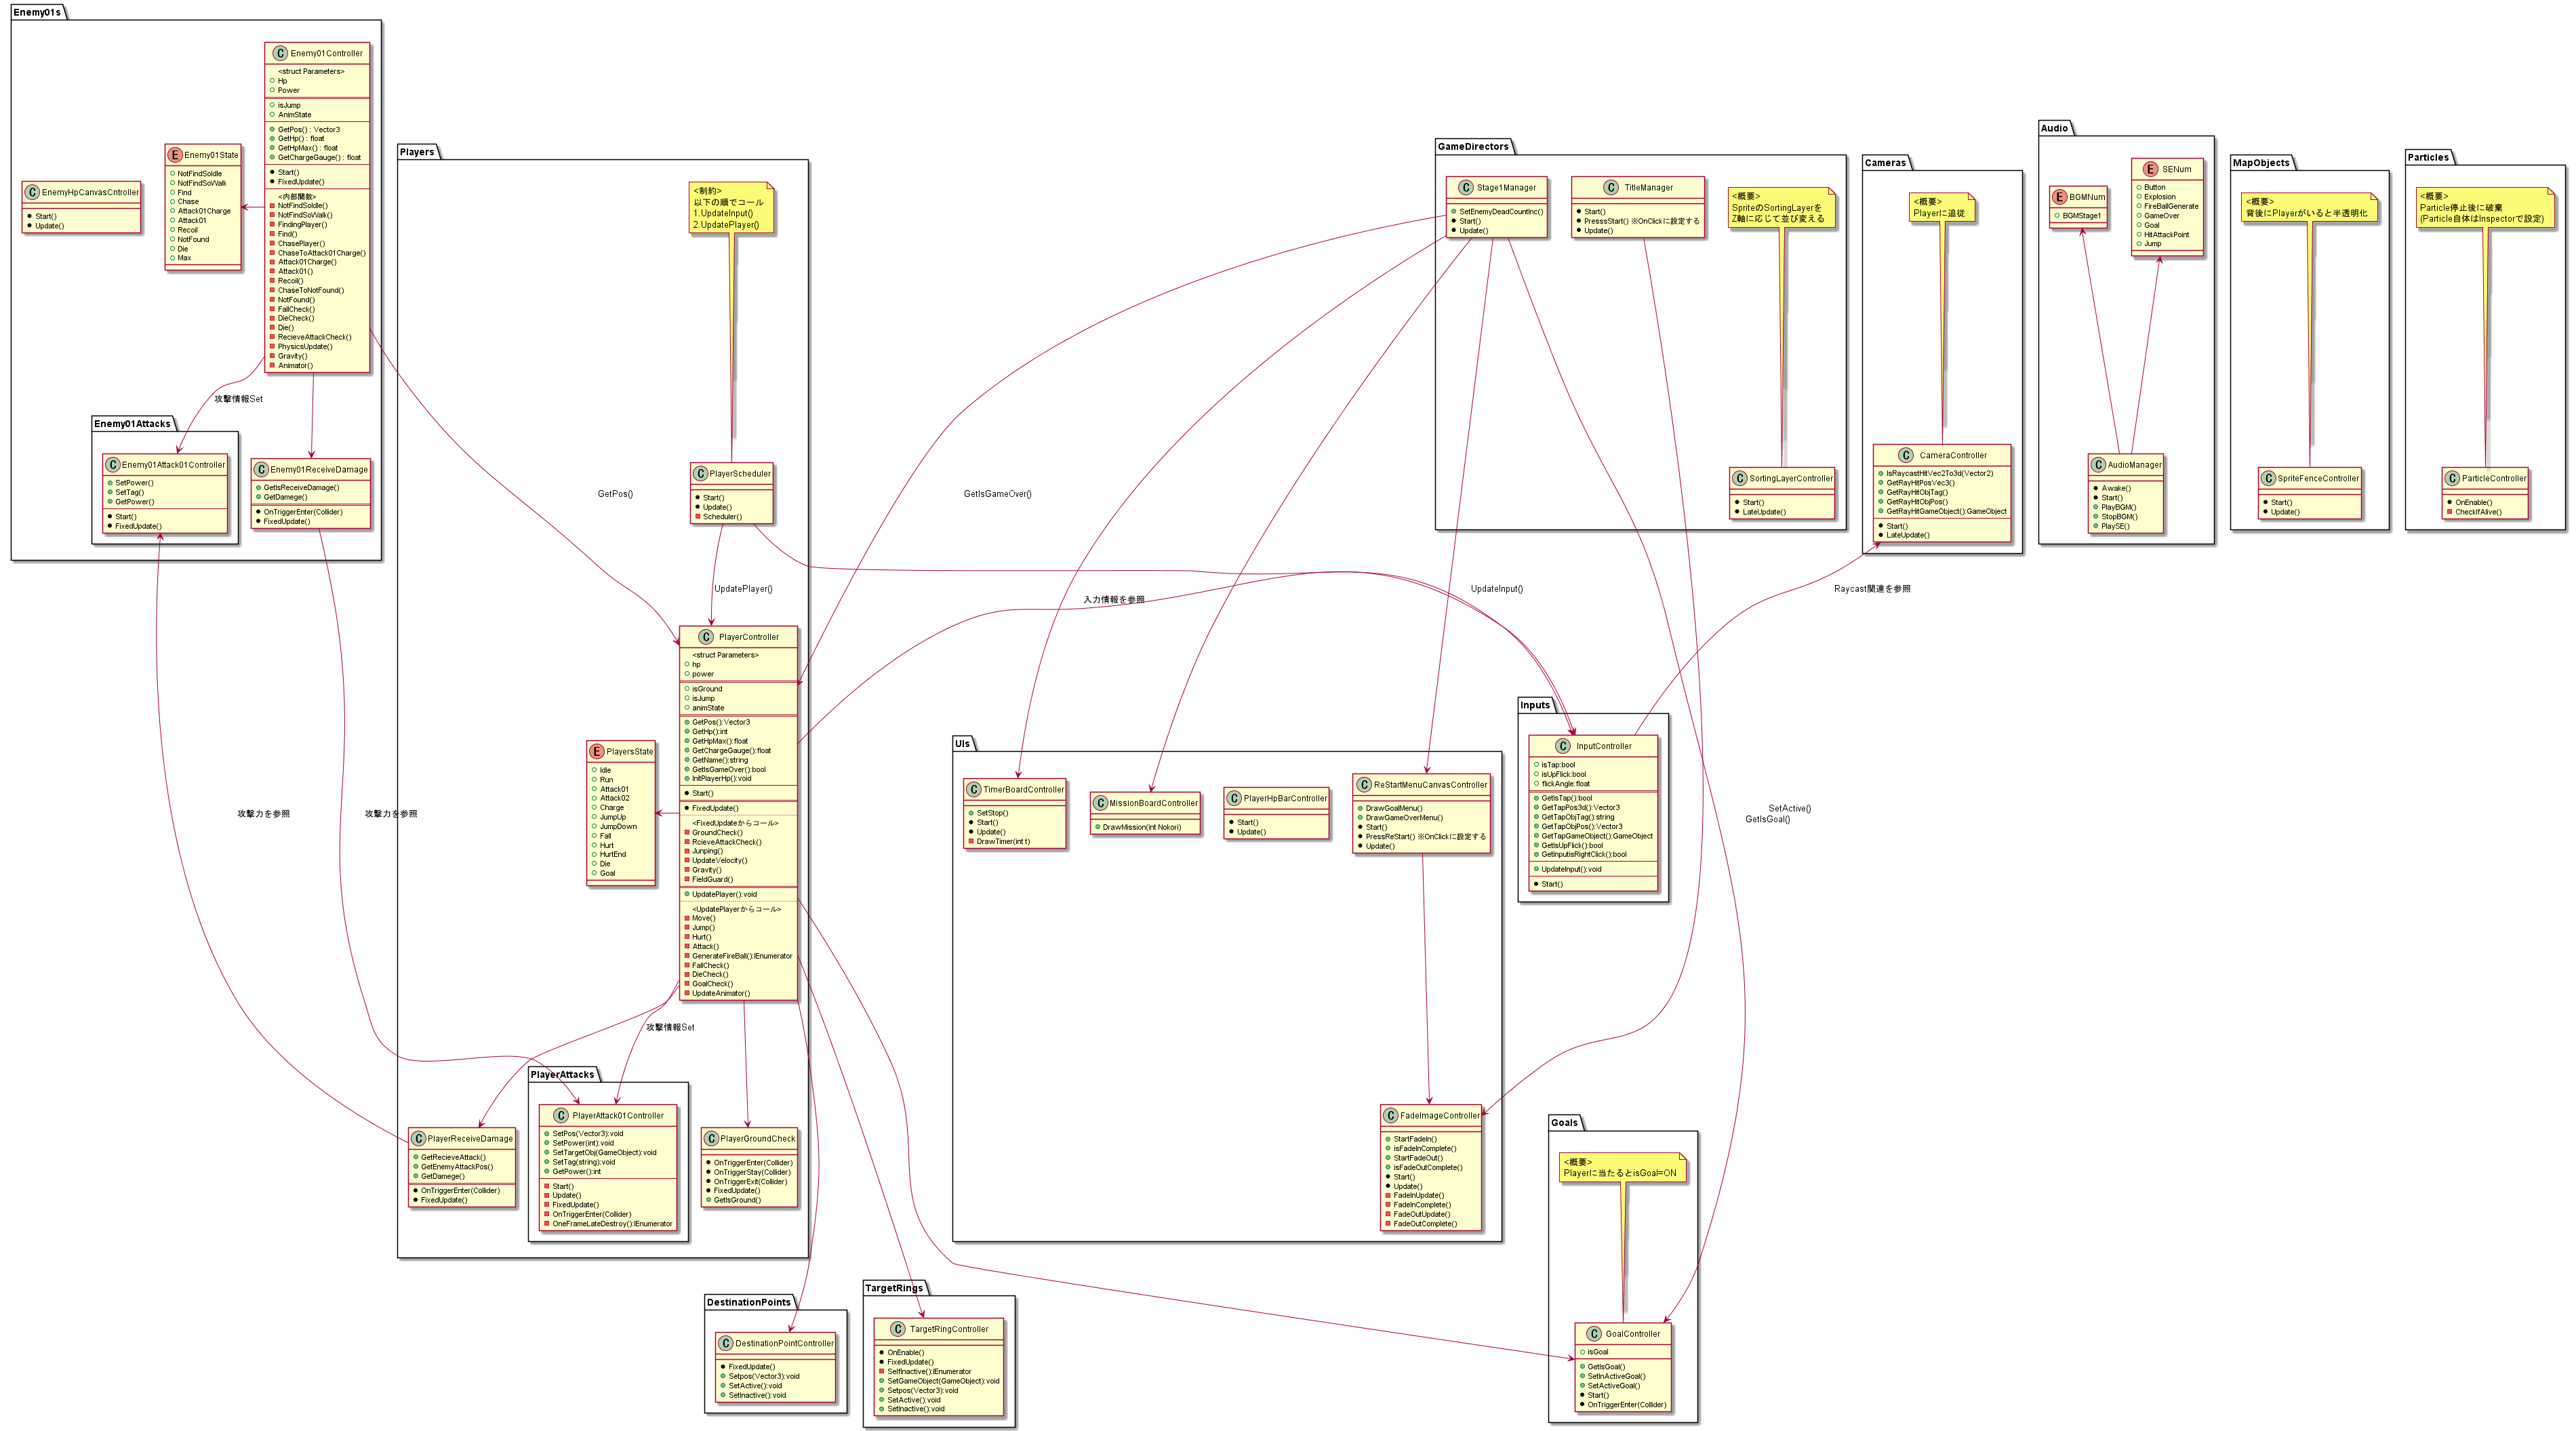 Enemy01s
Enemy01Controller
<struct Parameters>
Hp
Power
isJump
AnimState
GetPos() : Vector3
GetHp() : float
GetHpMax() : float
GetChargeGauge() : float
Start()
FixedUpdate()
<内部関数>
NotFindSoIdle()
NotFindSoWalk()
FindingPlayer()
Find()
ChasePlayer()
ChaseToAttack01Charge()
Attack01Charge()
Attack01()
Recoil()
ChaseToNotFound()
NotFound()
FallCheck()
DieCheck()
Die()
RecieveAttackCheck()
PhysicsUpdate()
Gravity()
Animator()
Enemy01State
NotFindSoIdle
NotFindSoWalk
Find
Chase
Attack01Charge
Attack01
Recoil
NotFound
Die
Max
EnemyHpCanvasCntroller
Start()
Update()
攻撃情報Set
Enemy01Attacks
Enemy01Attack01Controller
SetPower()
SetTag()
GetPower()
Start()
FixedUpdate()
Enemy01ReceiveDamage
GetIsReceiveDamage()
GetDamege()
OnTriggerEnter(Collider)
FixedUpdate()
攻撃力を参照
攻撃力を参照
Players
<制約>
以下の順でコール
1.UpdateInput()
2.UpdatePlayer()
PlayerScheduler
Start()
Update()
Scheduler()
GetPos()
UpdatePlayer()
PlayerController
<struct Parameters>
hp
power
isGround
isJump
animState
GetPos():Vector3
GetHp():int
GetHpMax():float
GetChargeGauge():float
GetName():string
GetIsGameOver():bool
InitPlayerHp():void
Start()
FixedUpdate()
<FixedUpdateからコール>
GroundCheck()
RcieveAttackCheck()
Junping()
UpdateVelocity()
Gravity()
FieldGuard()
UpdatePlayer():void
<UpdatePlayerからコール>
Move()
Jump()
Hurt()
Attack()
GenerateFireBall():IEnumerator
FallCheck()
DieCheck()
GoalCheck()
UpdateAnimator()
PlayersState
Idle
Run
Attack01
Attack02
Charge
JumpUp
JumpDown
Fall
Hurt
HurtEnd
Die
Goal
攻撃情報Set
PlayerReceiveDamage
GetRecieveAttack()
GetEnemyAttackPos()
GetDamege()
OnTriggerEnter(Collider)
FixedUpdate()
PlayerAttacks
PlayerAttack01Controller
SetPos(Vector3):void
SetPower(int):void
SetTargetObj(GameObject):void
SetTag(string):void
GetPower():int
Start()
Update()
FixedUpdate()
OnTriggerEnter(Collider)
OneFrameLateDestroy():IEnumerator
PlayerGroundCheck
OnTriggerEnter(Collider)
OnTriggerStay(Collider)
OnTriggerExit(Collider)
FixedUpdate()
GetIsGround()
DestinationPoints
DestinationPointController
FixedUpdate()
Setpos(Vector3):void
SetActive():void
SetInactive():void
TargetRings
TargetRingController
OnEnable()
FixedUpdate()
SelfInactive():IEnumerator
SetGameObject(GameObject):void
Setpos(Vector3):void
SetActive():void
SetInactive():void
GameDirectors
Stage1Manager
SetEnemyDeadCountInc()
Start()
Update()
TitleManager
Start()
PresssStart() ※OnClickに設定する
Update()
<概要>
SpriteのSortingLayerを
Z軸に応じて並び変える
SortingLayerController
Start()
LateUpdate()
GetIsGameOver()
UpdateInput()
入力情報を参照
Raycast関連を参照
SetActive()
GetIsGoal()
UIs
TimerBoardController
SetStop()
Start()
Update()
DrawTimer(int t)
MissionBoardController
DrawMission(int Nokori)
PlayerHpBarController
Start()
Update()
ReStartMenuCanvasController
DrawGoalMenu()
DrawGameOverMenu()
Start()
PressReStart() ※OnClickに設定する
Update()
FadeImageController
StartFadeIn()
isFadeInComplete()
StartFadeOut()
isFadeOutComplete()
Start()
Update()
FadeInUpdate()
FadeInComplete()
FadeOutUpdate()
FadeOutComplete()
Inputs
InputController
isTap:bool
isUpFlick:bool
flickAngle:float
GetIsTap():bool
GetTapPos3d():Vector3
GetTapObjTag():string
GetTapObjPos():Vector3
GetTapGameObject():GameObject
GetIsUpFlick():bool
GetInputisRightClick():bool
UpdateInput():void
Start()
Goals
<概要>
Playerに当たるとisGoal=ON
GoalController
isGoal
GetIsGoal()
SetInActiveGoal()
SetActiveGoal()
Start()
OnTriggerEnter(Collider)
Cameras
<概要>
Playerに追従
CameraController
IsRaycastHitVec2To3d(Vector2)
GetRayHitPosVec3()
GetRayHitObjTag()
GetRayHitObjPos()
GetRayHitGameObject():GameObject
Start()
LateUpdate()
Audio
BGMNum
BGMStage1
SENum
Button
Explosion
FireBallGenerate
GameOver
Goal
HitAttackPoint
Jump
AudioManager
Awake()
Start()
PlayBGM()
StopBGM()
PlaySE()
MapObjects
<概要>
背後にPlayerがいると半透明化
SpriteFenceController
Start()
Update()
Particles
<概要>
Particle停止後に破棄
(Particle自体はInspectorで設定)
ParticleController
OnEnable()
CheckIfAlive()